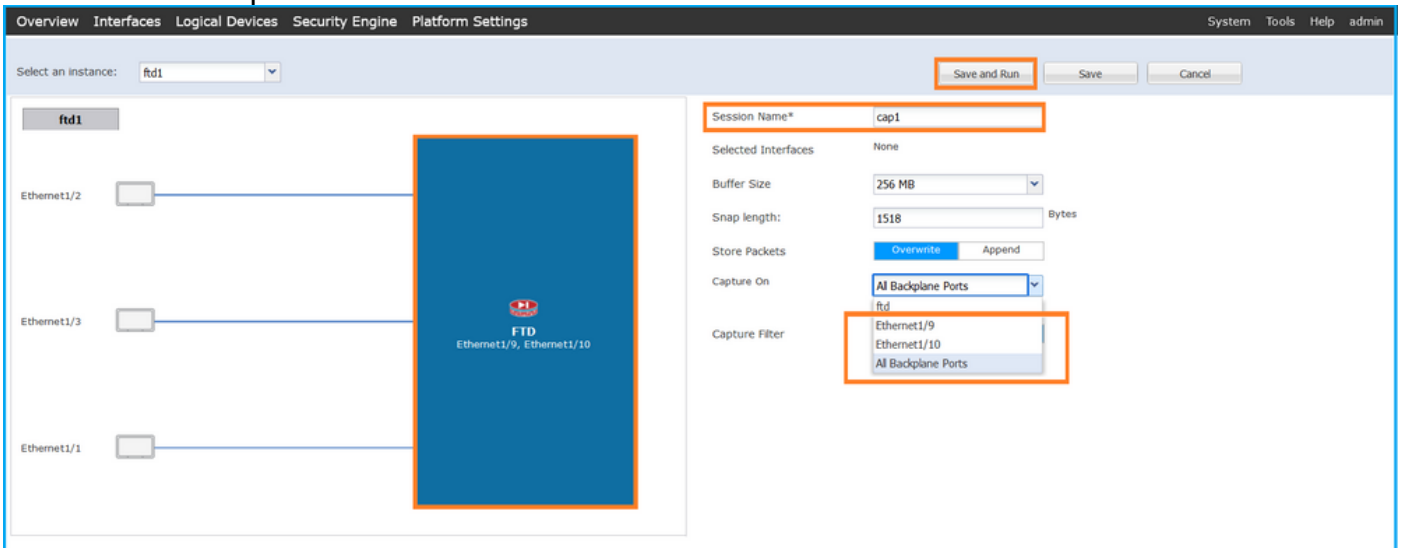 Overview Interfaces Logical Devices Security Engine Platform Settings System Tools Help admin
Select an instance: ftd1 Save and Run Save Cancel
ftd1
Ethernet1/2
Ethernet1/3
Ethernet1/1
FTD
Ethernet1/9, Ethernet1/10
Session Name* cap1
Selected Interfaces None
Buffer Size 256 MB
Snap length: 1518 Bytes
Store Packets Overwrite Append
Capture On All Backplane Ports
ftd
Capture Filter
Ethernet1/9
Ethernet1/10
All Backplane Ports